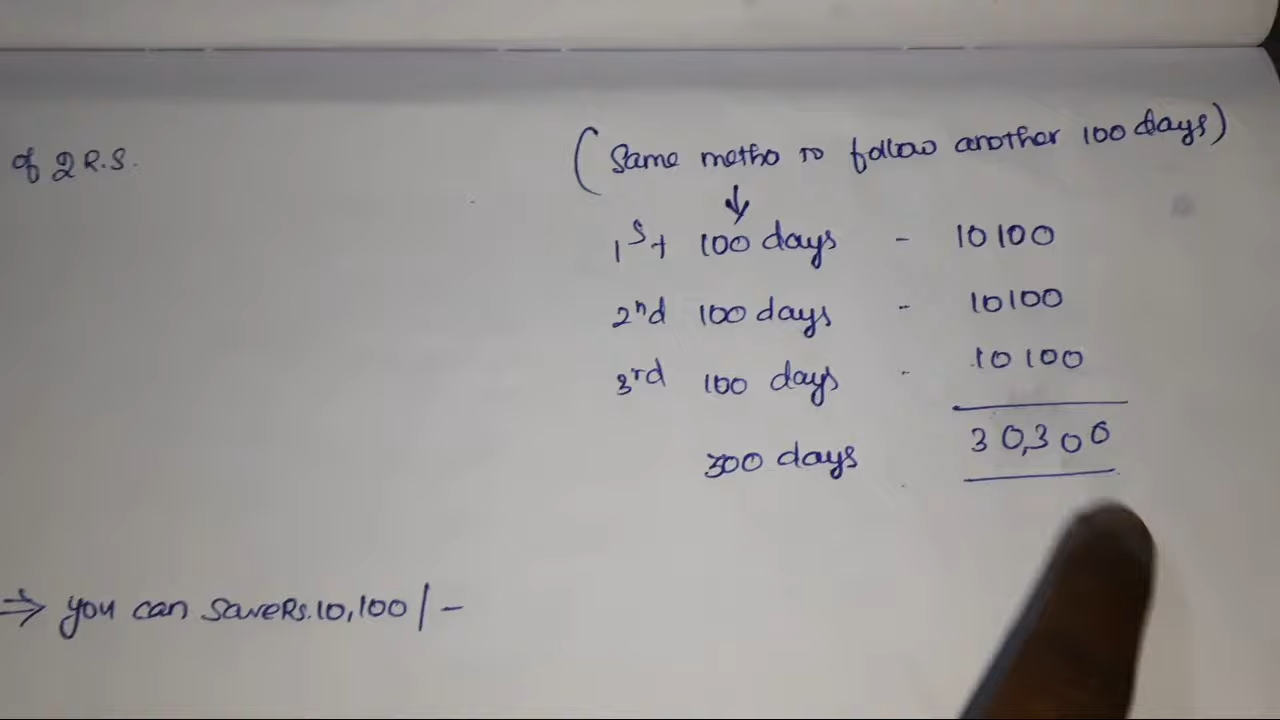 of 2 R.S.
(Same metho to follow another 100 days)
1st 100 days - 10100
2nd 100 days - 10100
3rd 100 days - 10100
300 days 30,300
⇒ you can save Rs.10,100/-